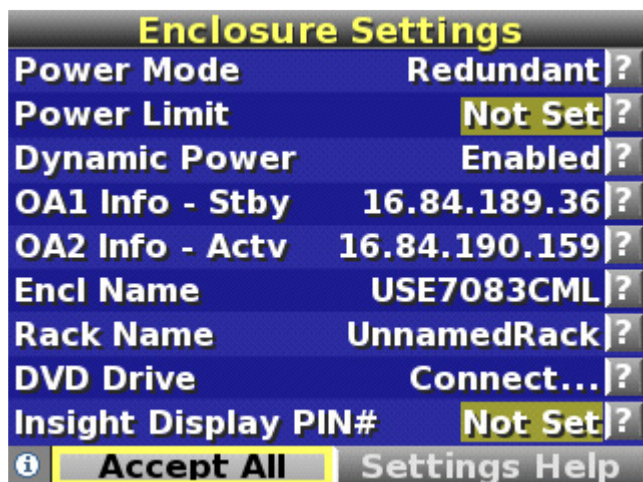 Enclosure Settings
Power Mode Redundant ?
Power Limit Not Set ?
Dynamic Power Enabled ?
OA1 Info - Stby 16.84.189.36 ?
OA2 Info - Actv 16.84.190.159 ?
Encl Name USE7083CML ?
Rack Name UnnamedRack ?
DVD Drive Connect... ?
Insight Display PIN# Not Set ?
i Accept All Settings Help